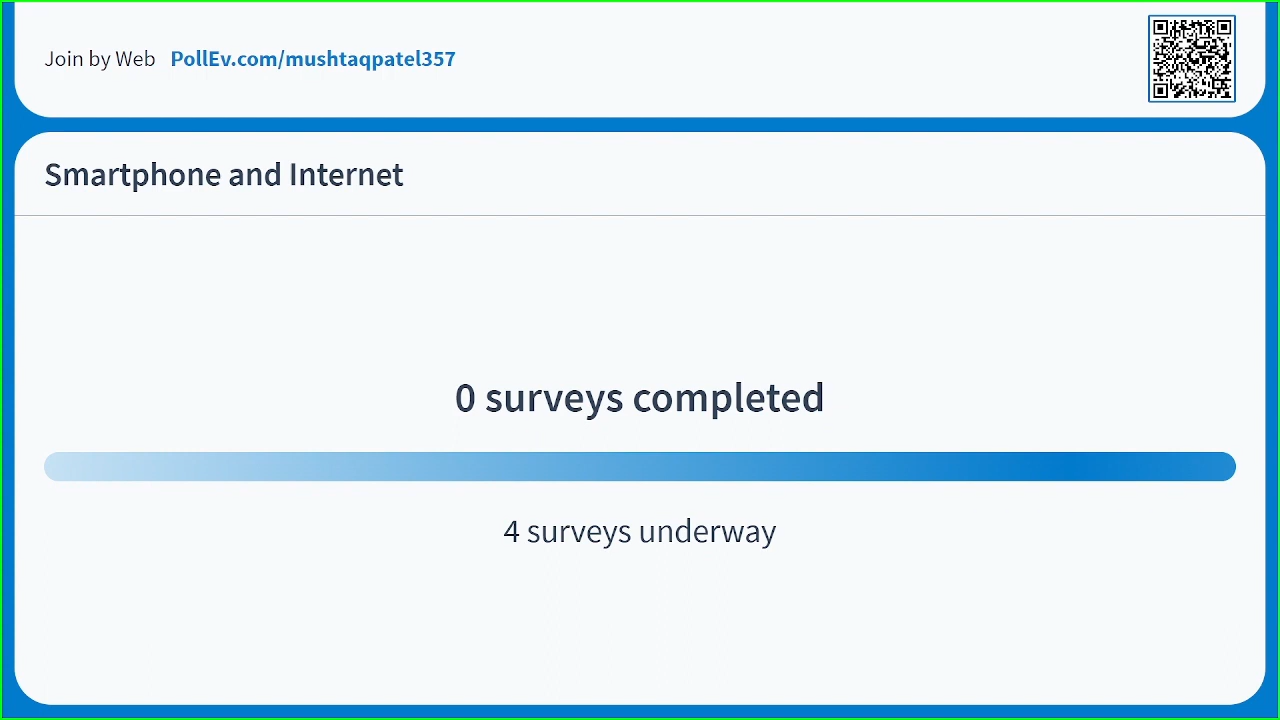 Join by Web PollEv.com/mushtaqpatel357
Smartphone and Internet
0 surveys completed
4 surveys underway